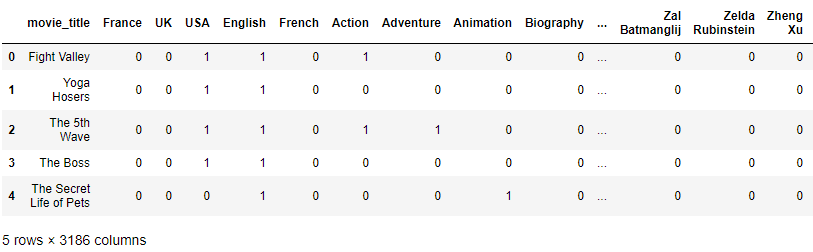 movie_title France UK USA English French Action Adventure Animation Biography ... Zal Batmanglij Zelda Rubinstein Zheng Xu
0 Fight Valley 0 0 1 1 0 1 0 0 0 ... 0 0 0
1 Yoga Hosers 0 0 1 1 0 0 0 0 0 ... 0 0 0
2 The 5th Wave 0 0 1 1 0 1 1 0 0 ... 0 0 0
3 The Boss 0 0 1 1 0 0 0 0 0 ... 0 0 0
4 The Secret Life of Pets 0 0 0 1 0 0 0 1 0 ... 0 0 0
5 rows × 3186 columns